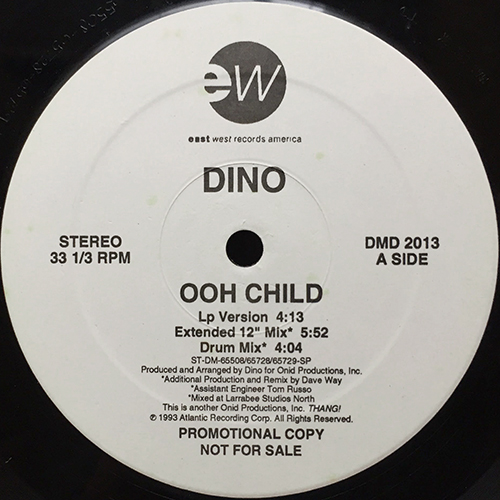 ew
east west records america
DINO
STEREO
33 1/3 RPM
DMD 2013
A SIDE
OOH CHILD
Lp Version 4:13
Extended 12" Mix* 5:52
Drum Mix* 4:04
ST-DM-65508/65728/65729-SP
Produced and Arranged by Dino for Onid Productions, Inc.
*Additional Production and Remix by Dave Way
*Assistant Engineer Tom Russo
*Mixed at Larrabee Studios North
This is another Onid Productions, Inc. THANG!
℗ 1993 Atlantic Recording Corp. All Rights Reserved.
PROMOTIONAL COPY
NOT FOR SALE